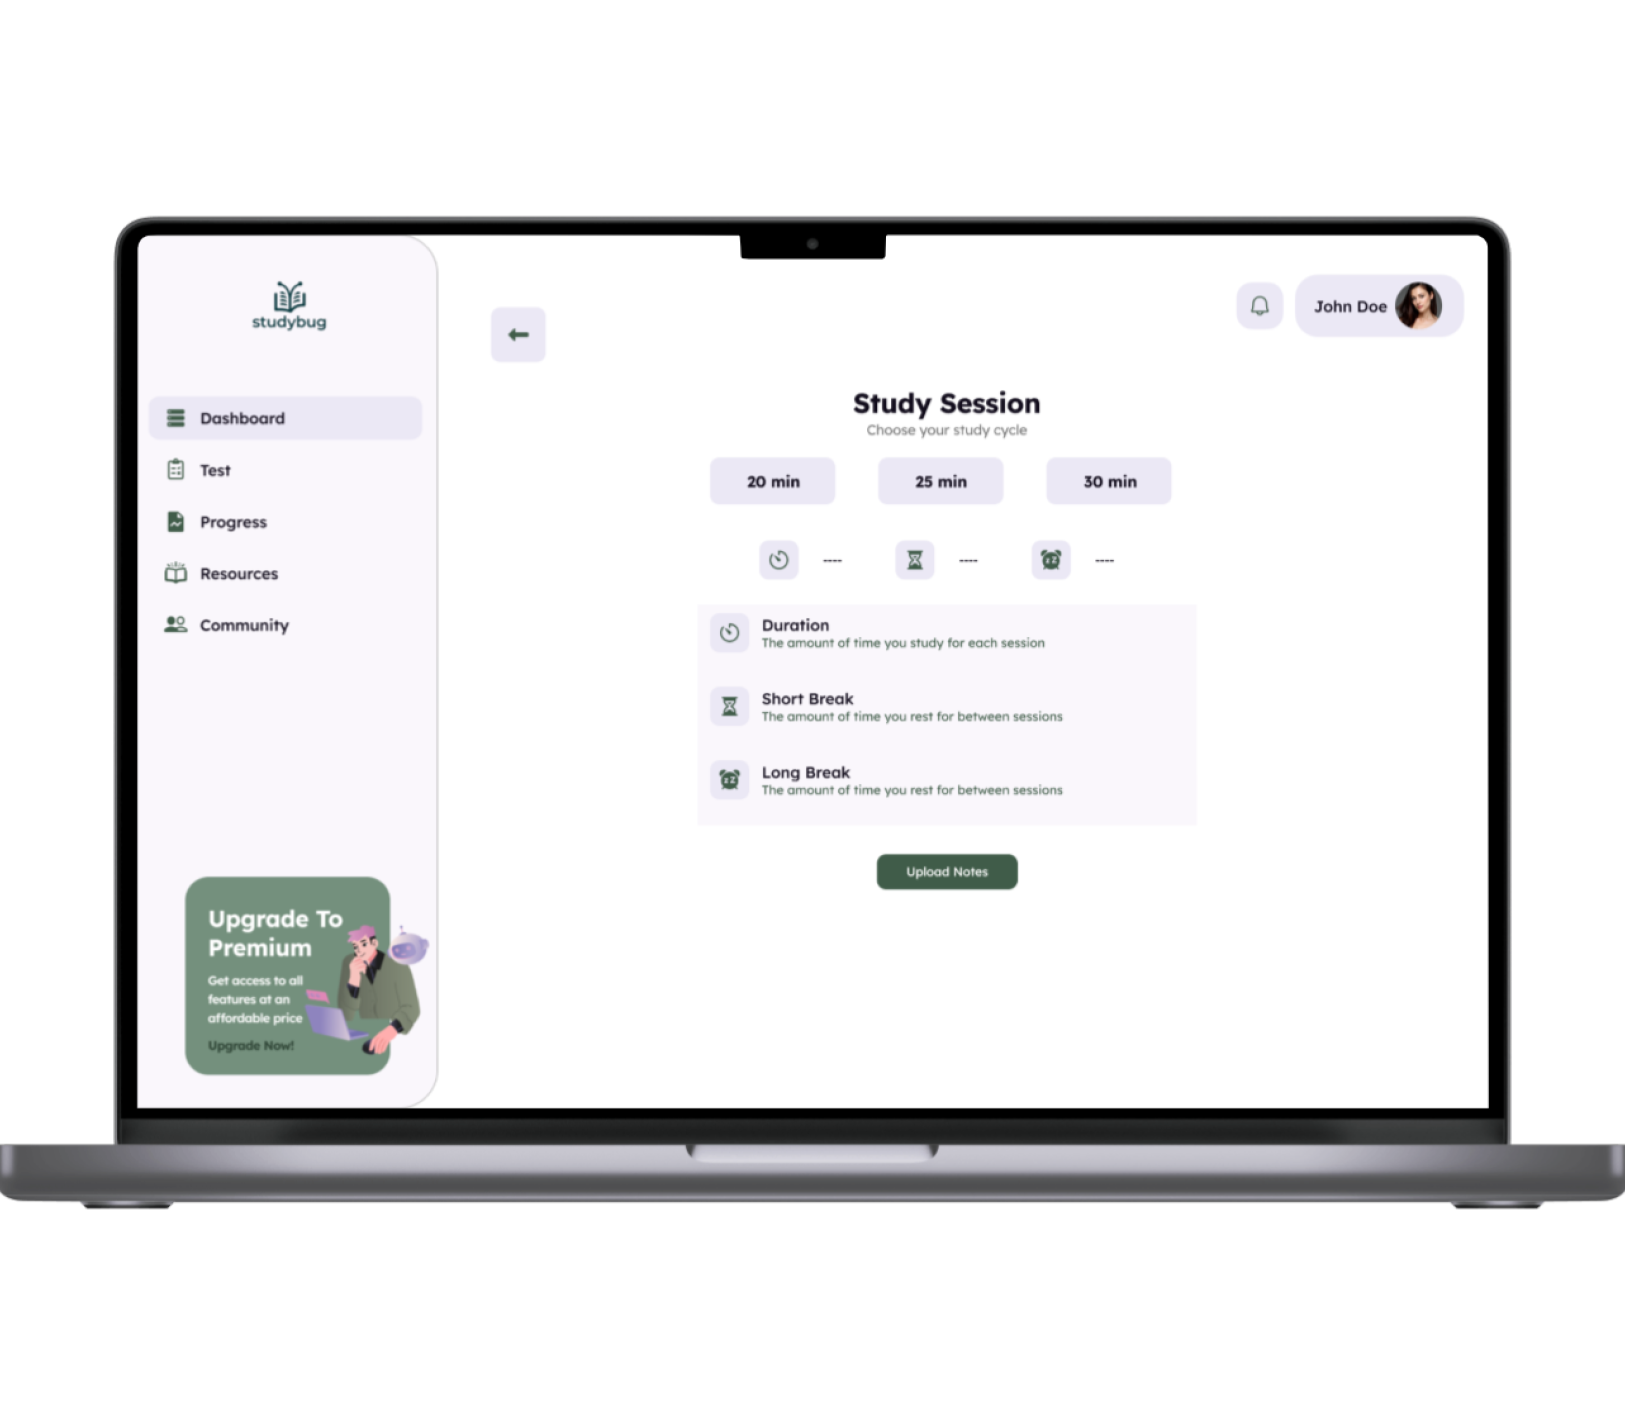 studybug
Dashboard
Test
Progress
Resources
Community
Upgrade To
Premium
Get access to all
features at an
affordable price
Upgrade Now!
John Doe
Study Session
Choose your study cycle
20 min
25 min
30 min
----
----
----
Duration
The amount of time you study for each session
Short Break
The amount of time you rest for between sessions
Long Break
The amount of time you rest for between sessions
Upload Notes